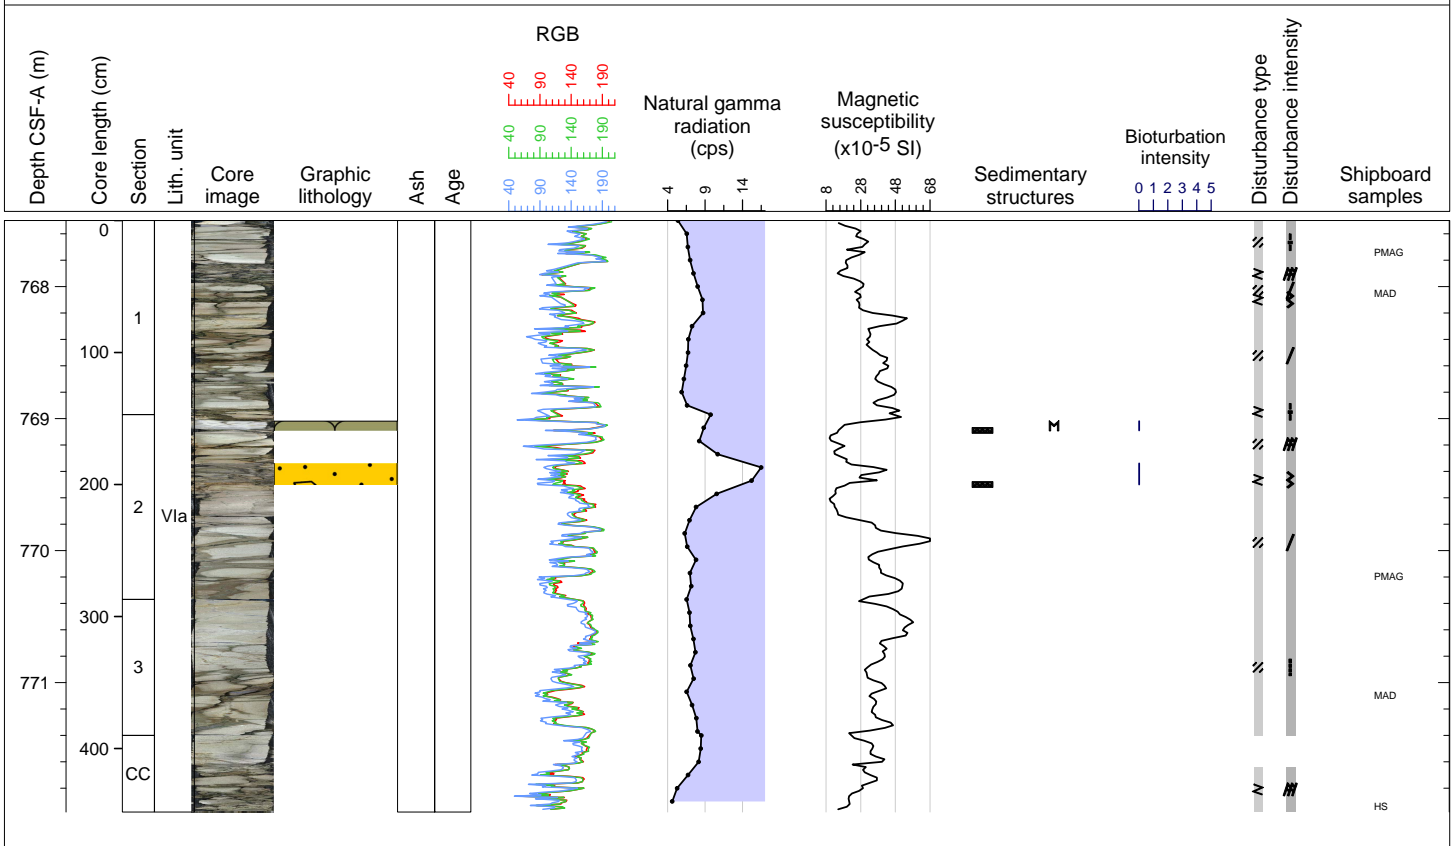 Depth CSF-A (m)
Core length (cm)
Section
Lith. unit
Core
image
Graphic
lithology
Ash
Age
RGB
40 90 140 190
40 90 140 190
40 90 140 190
Natural gamma
radiation
(cps)
4 9 14
Magnetic
susceptibility
(x10-5 SI)
8 28 48 68
Sedimentary
structures
Bioturbation
intensity
0 1 2 3 4 5
Disturbance type
Disturbance intensity
Shipboard
samples
0
PMAG
768
MAD
1
100
769
200
2
VIa
770
PMAG
300
3
771
MAD
400
CC
HS